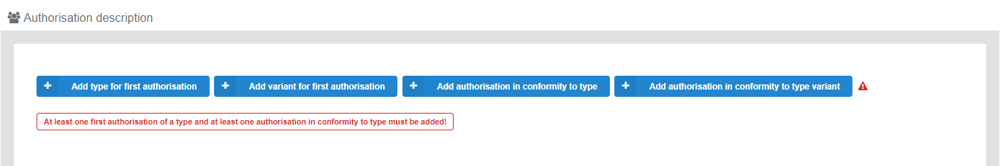 Authorisation description
Add type for first authorisation
Add variant for first authorisation
Add authorisation in conformity to type
Add authorisation in conformity to type variant
At least one first authorisation of a type and at least one authorisation in conformity to type must be added!